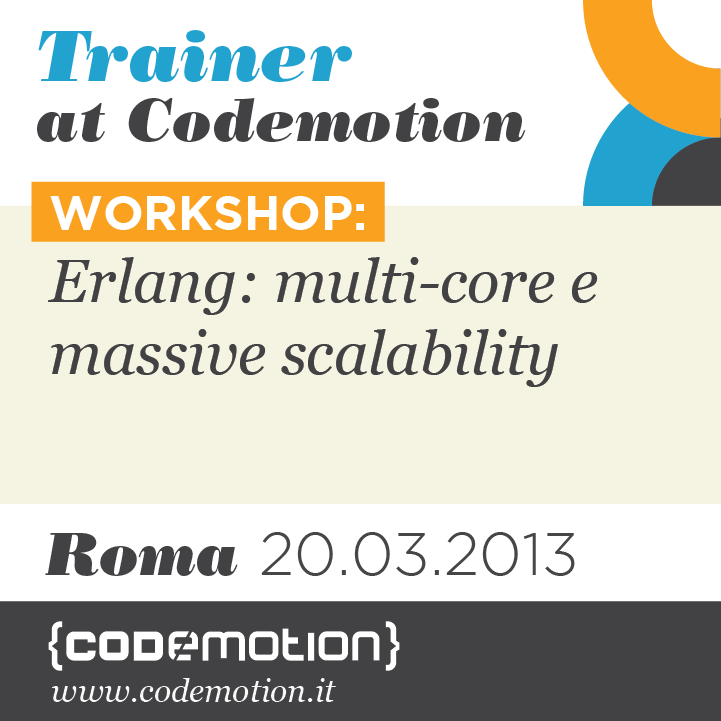 Trainer
at Codemotion
WORKSHOP:
Erlang: multi-core e
massive scalability
Roma 20.03.2013
{CODEMOTION}
www.codemotion.it